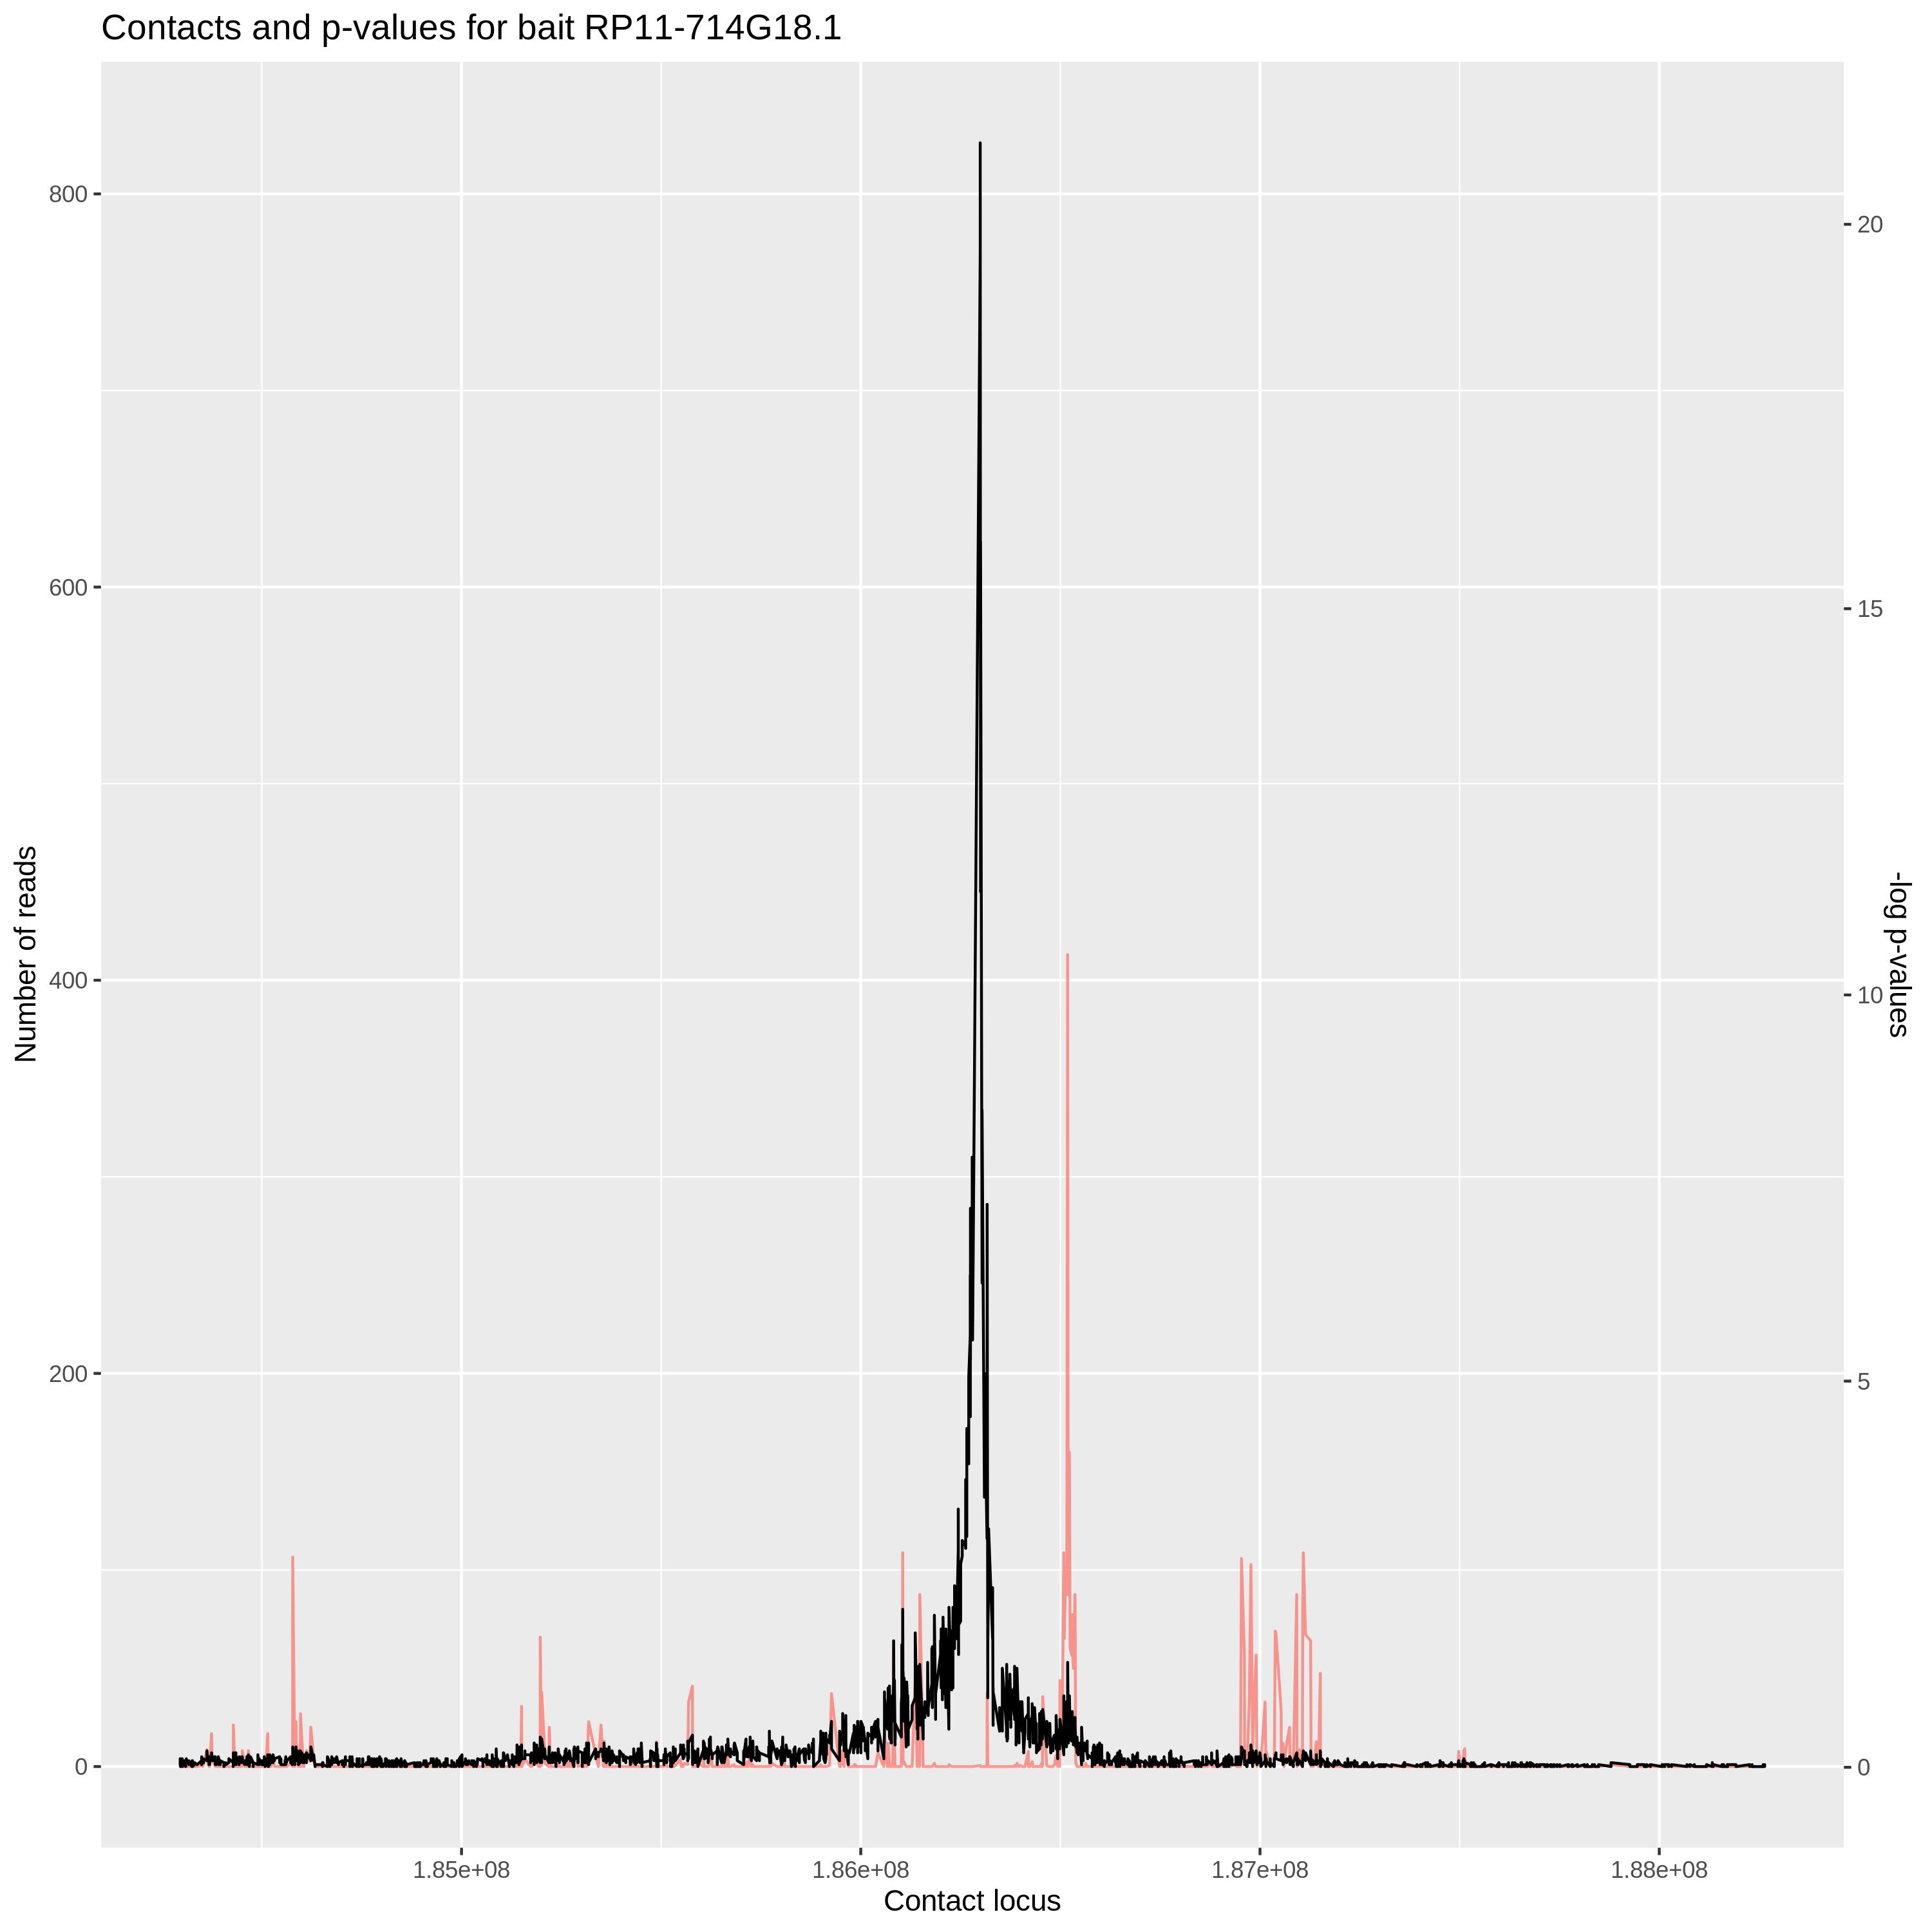 Contacts and p-values for bait RP11-714G18.1
800
600
400
200
0
20
15
10
5
0
Number of reads
-log p-values
1.85e+08
1.86e+08
1.87e+08
1.88e+08
Contact locus